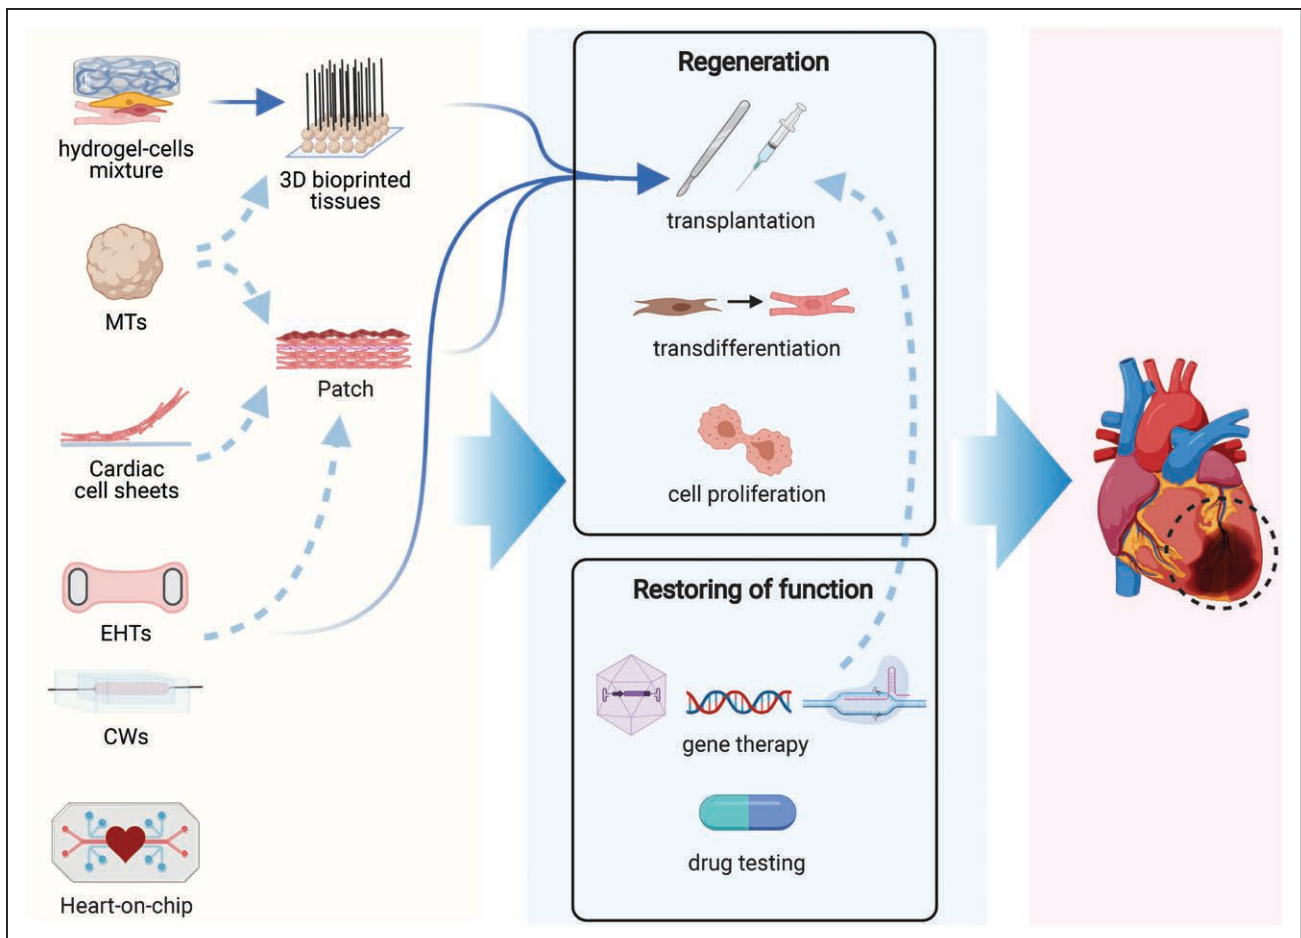 hydrogel-cells
mixture
3D bioprinted
tissues
MTs
Patch
Cardiac
cell sheets
EHTs
CWs
Heart-on-chip
Regeneration
transplantation
transdifferentiation
cell proliferation
Restoring of function
gene therapy
drug testing